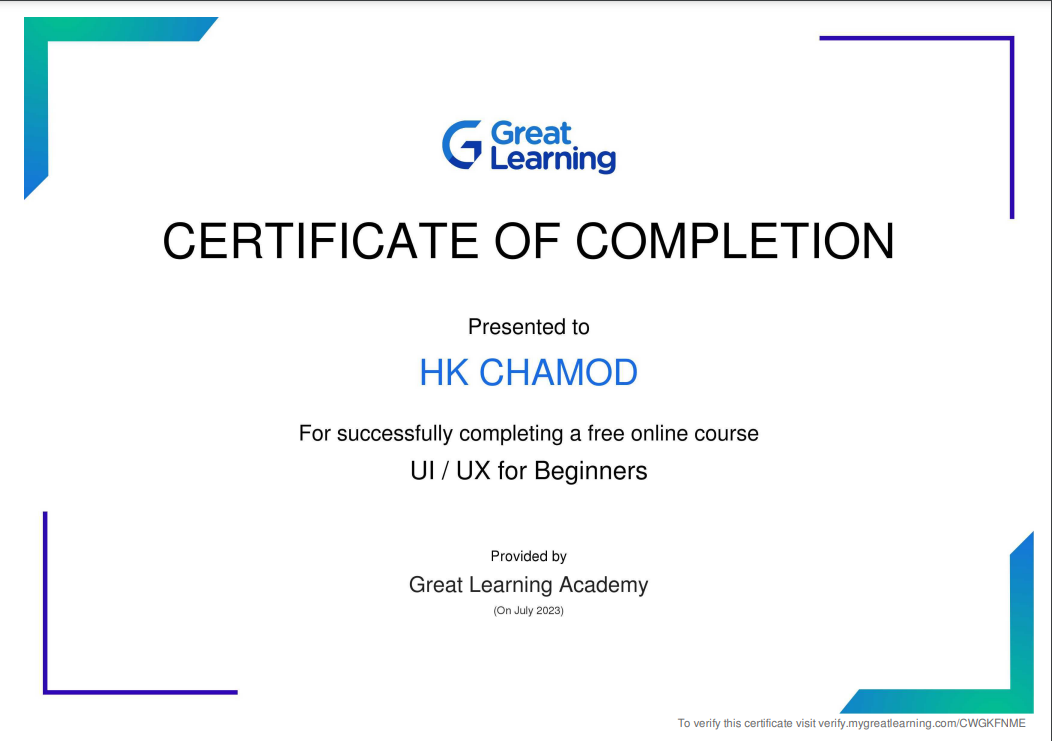 Great
Learning
CERTIFICATE OF COMPLETION
Presented to
HK CHAMOD
For successfully completing a free online course
UI / UX for Beginners
Provided by
Great Learning Academy
(On July 2023)
To verify this certificate visit verify.mygreatlearning.com/CWGKFNME